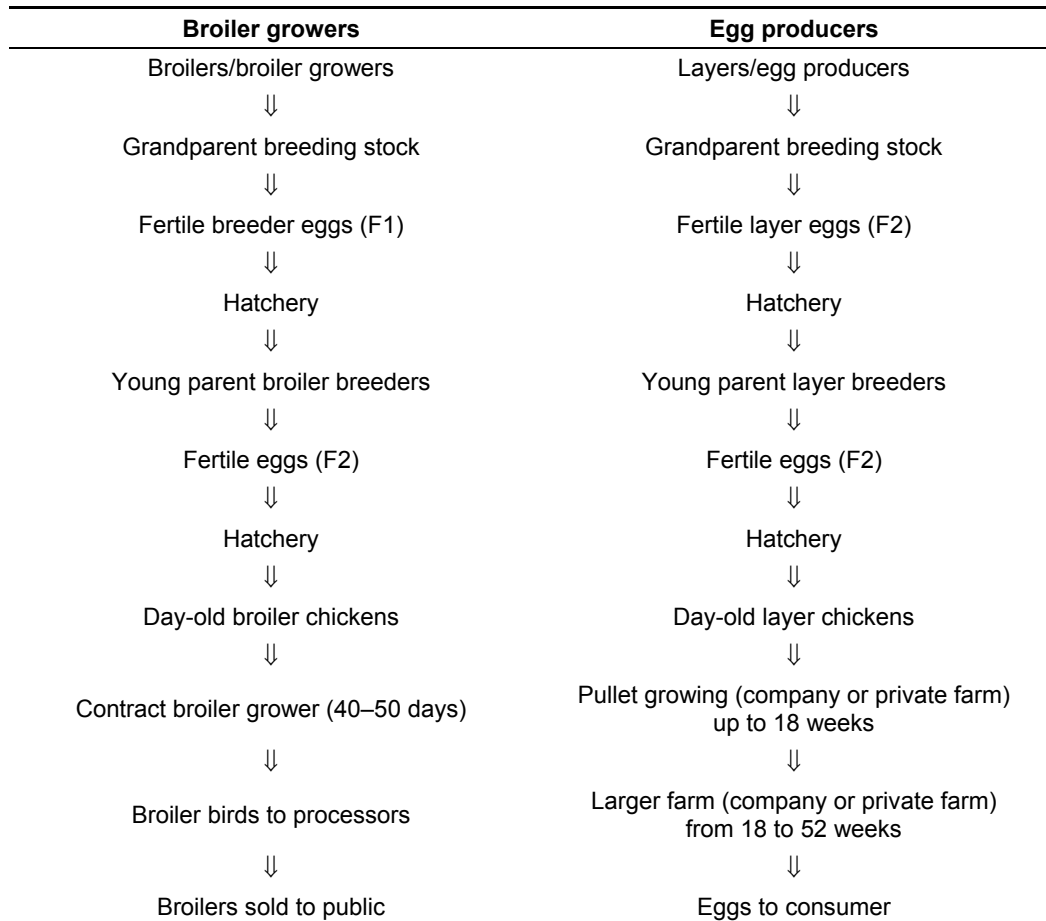 Broiler growers Egg producers
Broilers/broiler growers Layers/egg producers
⇓ ⇓
Grandparent breeding stock Grandparent breeding stock
⇓ ⇓
Fertile breeder eggs (F1) Fertile layer eggs (F2)
⇓ ⇓
Hatchery Hatchery
⇓ ⇓
Young parent broiler breeders Young parent layer breeders
⇓ ⇓
Fertile eggs (F2) Fertile eggs (F2)
⇓ ⇓
Hatchery Hatchery
⇓ ⇓
Day-old broiler chickens Day-old layer chickens
⇓ ⇓
Contract broiler grower (40–50 days) Pullet growing (company or private farm)
up to 18 weeks
⇓ ⇓
Broiler birds to processors Larger farm (company or private farm)
from 18 to 52 weeks
⇓ ⇓
Broilers sold to public Eggs to consumer